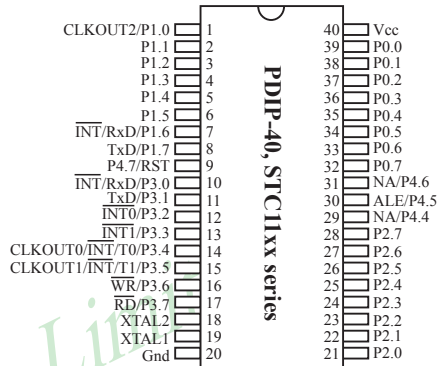 CLKOUT2/P1.0 1 40 Vcc
P1.1 2 39 P0.0
P1.2 3 38 P0.1
P1.3 4 37 P0.2
P1.4 5 36 P0.3
P1.5 6 35 P0.4
INT/RxD/P1.6 7 34 P0.5
TxD/P1.7 8 33 P0.6
P4.7/RST 9 32 P0.7
INT/RxD/P3.0 10 31 NA/P4.6
TxD/P3.1 11 30 ALE/P4.5
INT0/P3.2 12 29 NA/P4.4
INT1/P3.3 13 28 P2.7
CLKOUT0/INT/T0/P3.4 14 27 P2.6
CLKOUT1/INT/T1/P3.5 15 26 P2.5
WR/P3.6 16 25 P2.4
RD/P3.7 17 24 P2.3
XTAL2 18 23 P2.2
XTAL1 19 22 P2.1
Gnd 20 21 P2.0
PDIP-40, STC11xx series